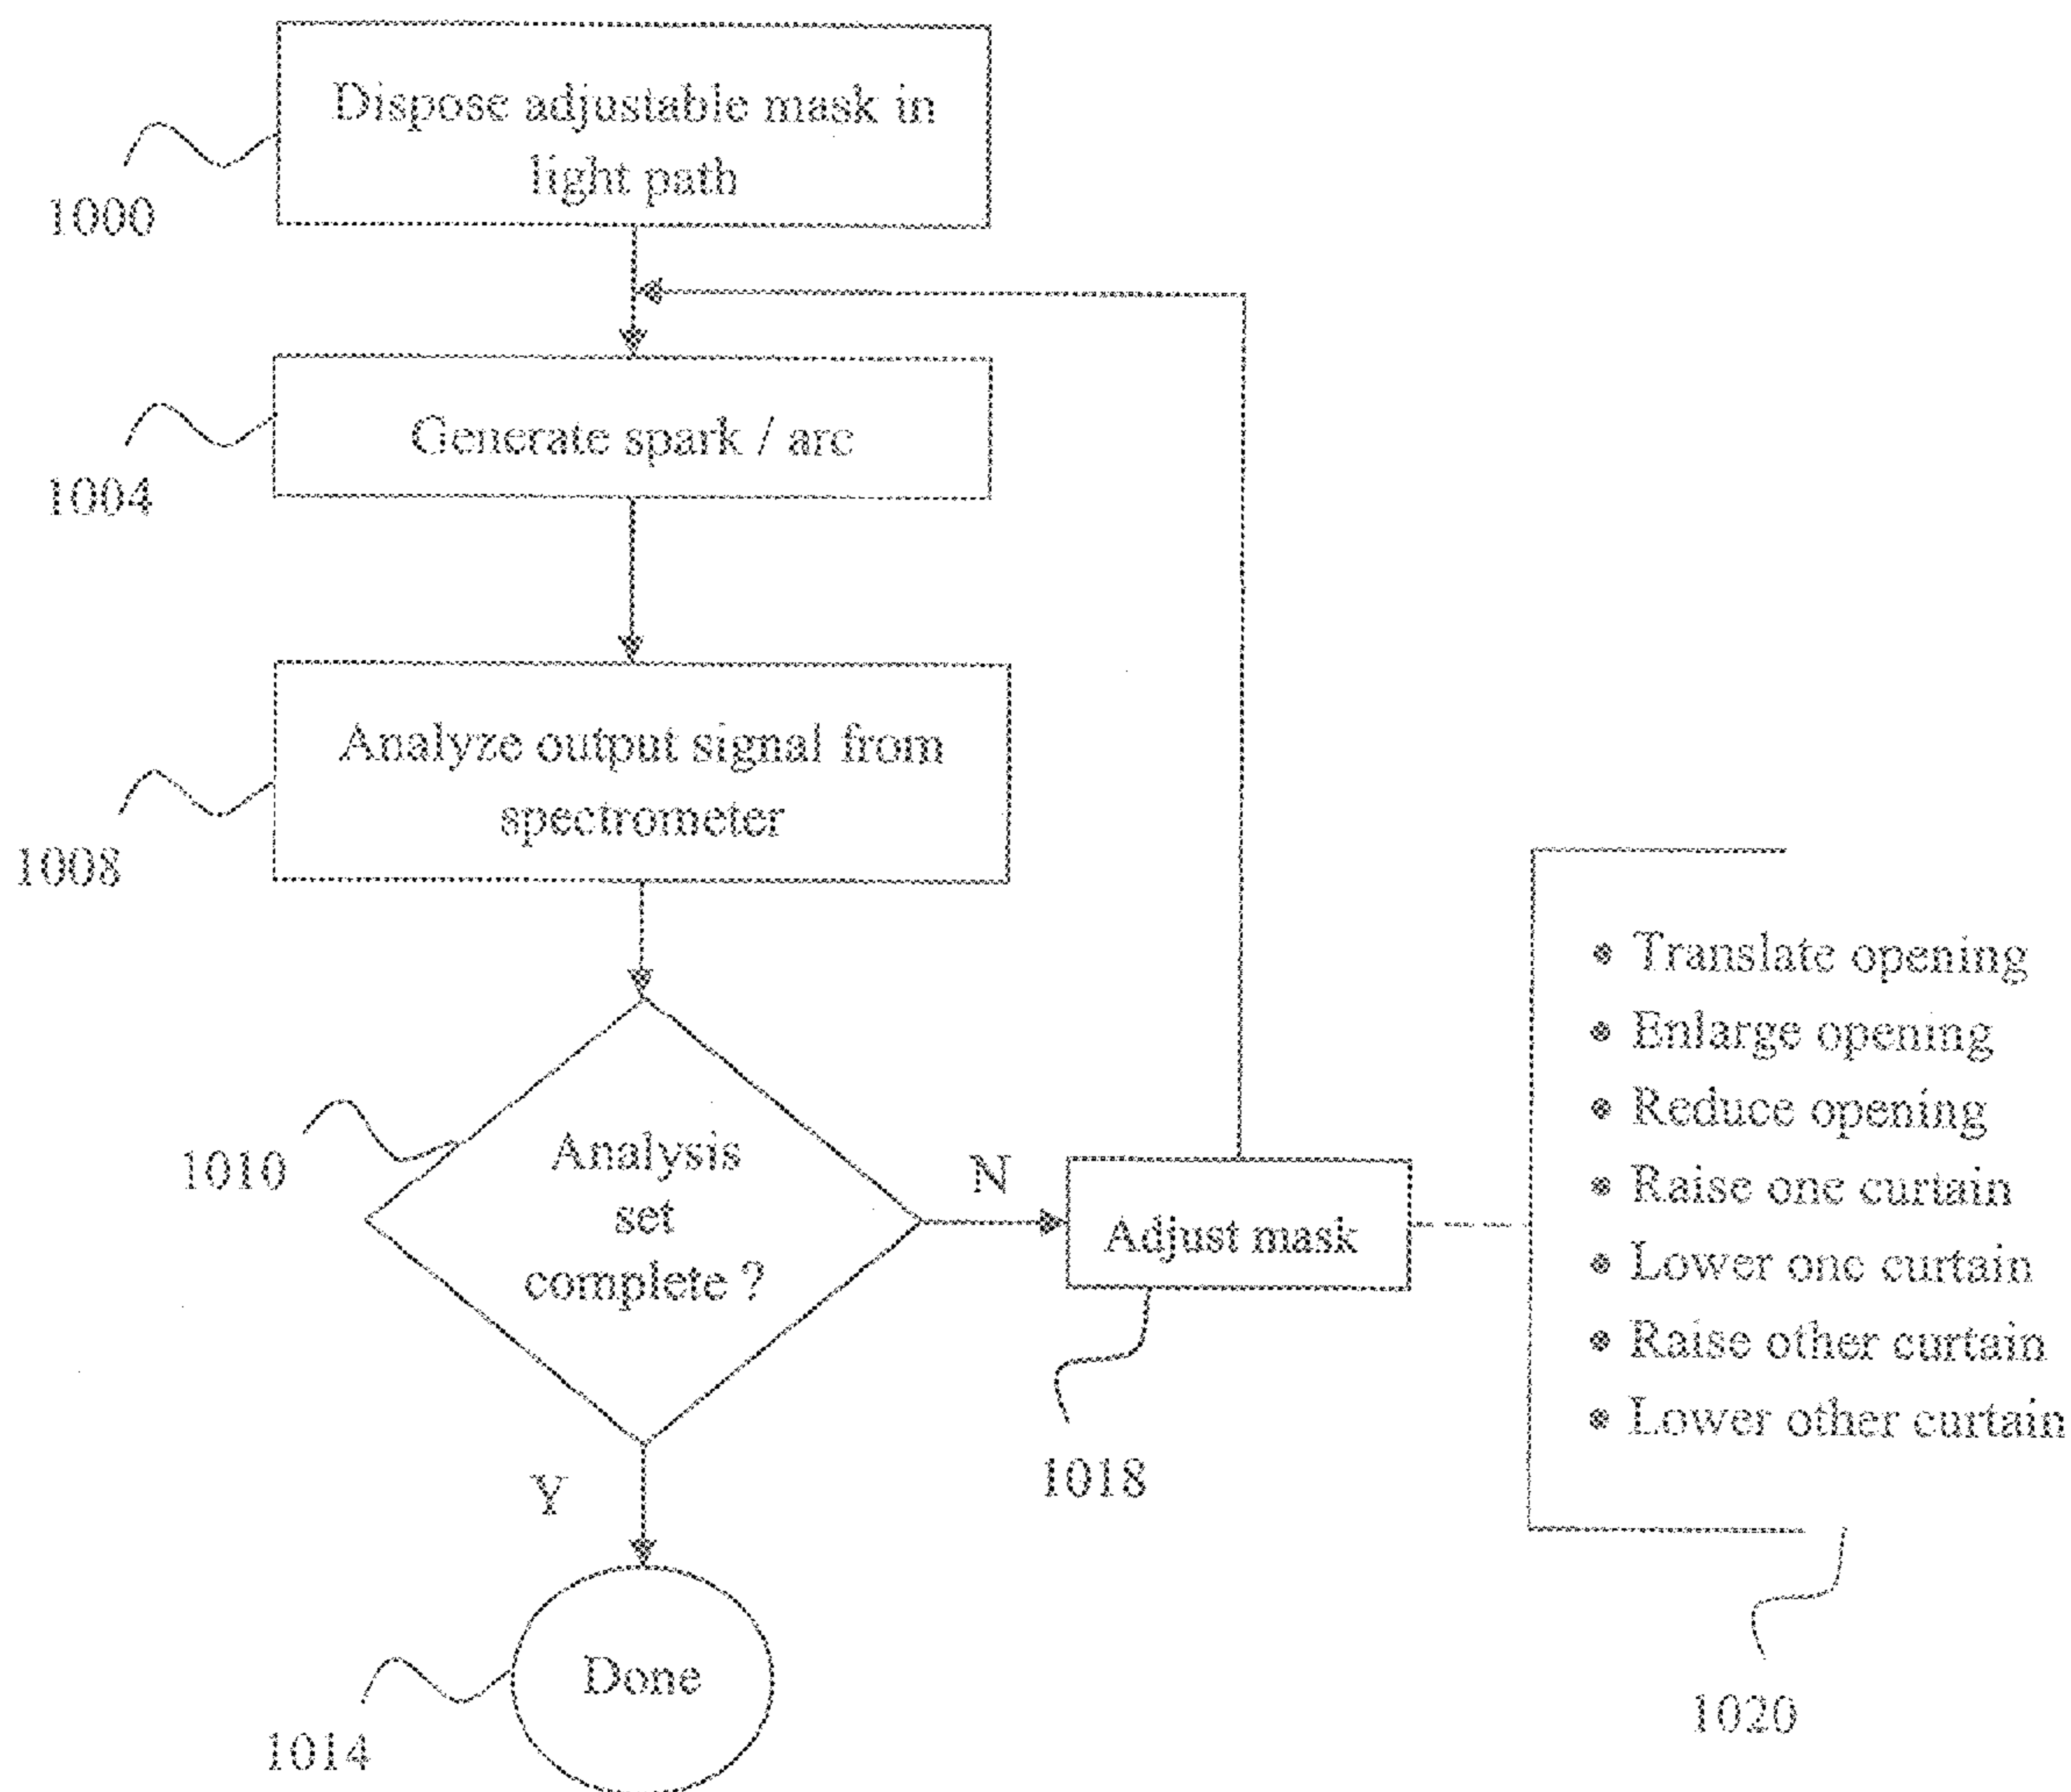 Dispose adjustable mask in
light path
1000
Generate spark / arc
1004
Analyze output signal from
spectrometer
1008
Analysis
set
complete ?
1010
N
Adjust mask
1018
• Translate opening
• Enlarge opening
• Reduce opening
• Raise one curtain
• Lower one curtain
• Raise other curtain
• Lower other curtain
1020
Y
Done
1014